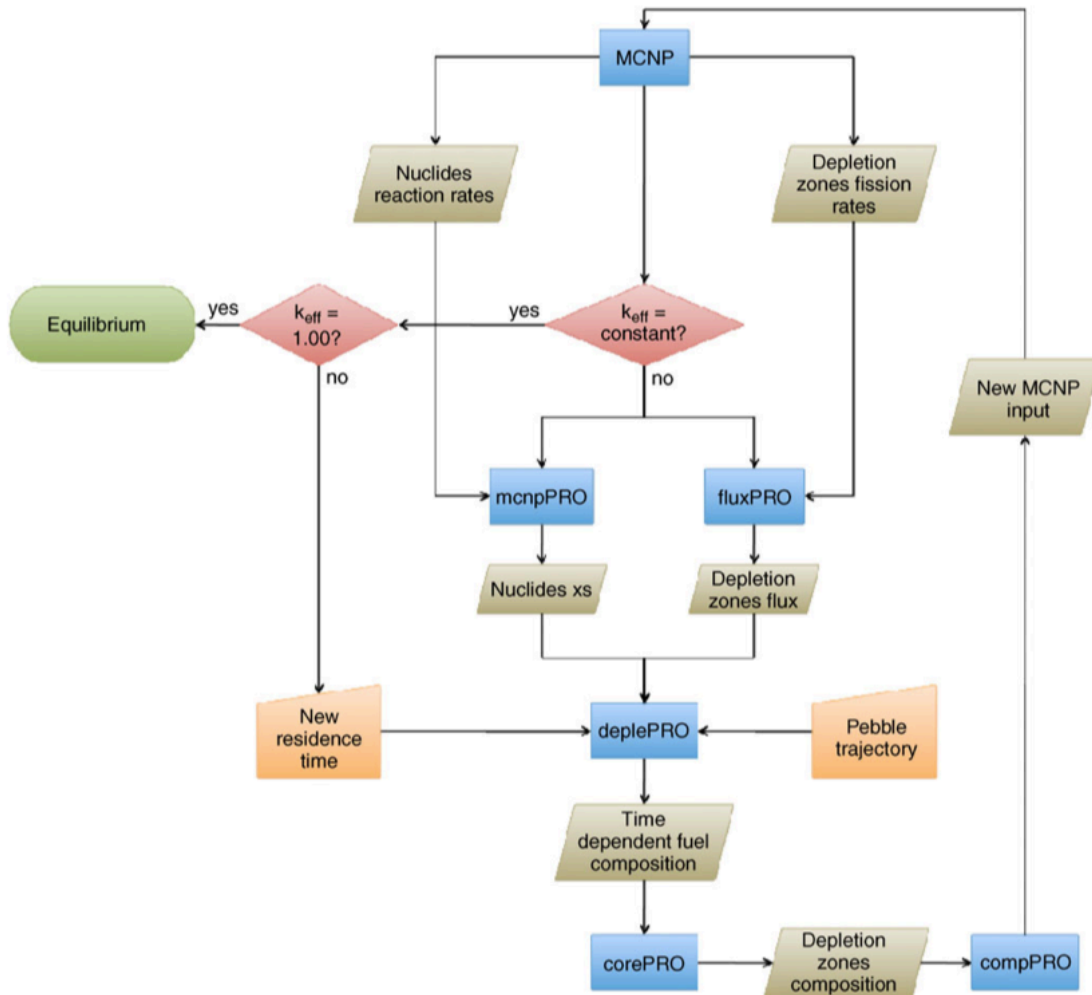 MCNP
Nuclides
reaction rates
Depletion
zones fission
rates
Equilibrium
yes
k_eff =
1.00?
yes
k_eff =
constant?
no
no
New MCNP
input
mcnpPRO
fluxPRO
Nuclides xs
Depletion
zones flux
New
residence
time
deplePRO
Pebble
trajectory
Time
dependent fuel
composition
corePRO
Depletion
zones
composition
compPRO